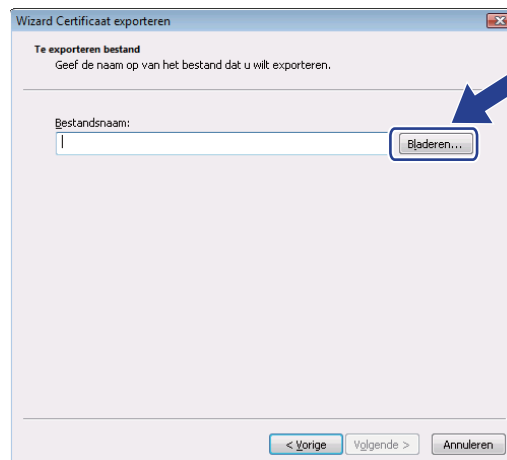 Wizard Certificaat exporteren
Te exporteren bestand
Geef de naam op van het bestand dat u wilt exporteren.
Bestandsnaam:
Bladeren...
< Vorige Volgende > Annuleren